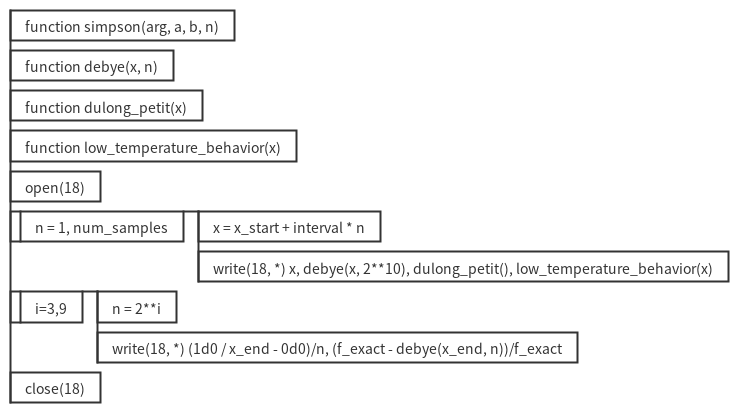 function simpson(arg, a, b, n)
function debye(x, n)
function dulong_petit(x)
function low_temperature_behavior(x)
open(18)
n = 1, num_samples
x = x_start + interval * n
write(18, *) x, debye(x, 2**10), dulong_petit(), low_temperature_behavior(x)
i=3,9
n = 2**i
write(18, *) (1d0 / x_end - 0d0)/n, (f_exact - debye(x_end, n))/f_exact
close(18)